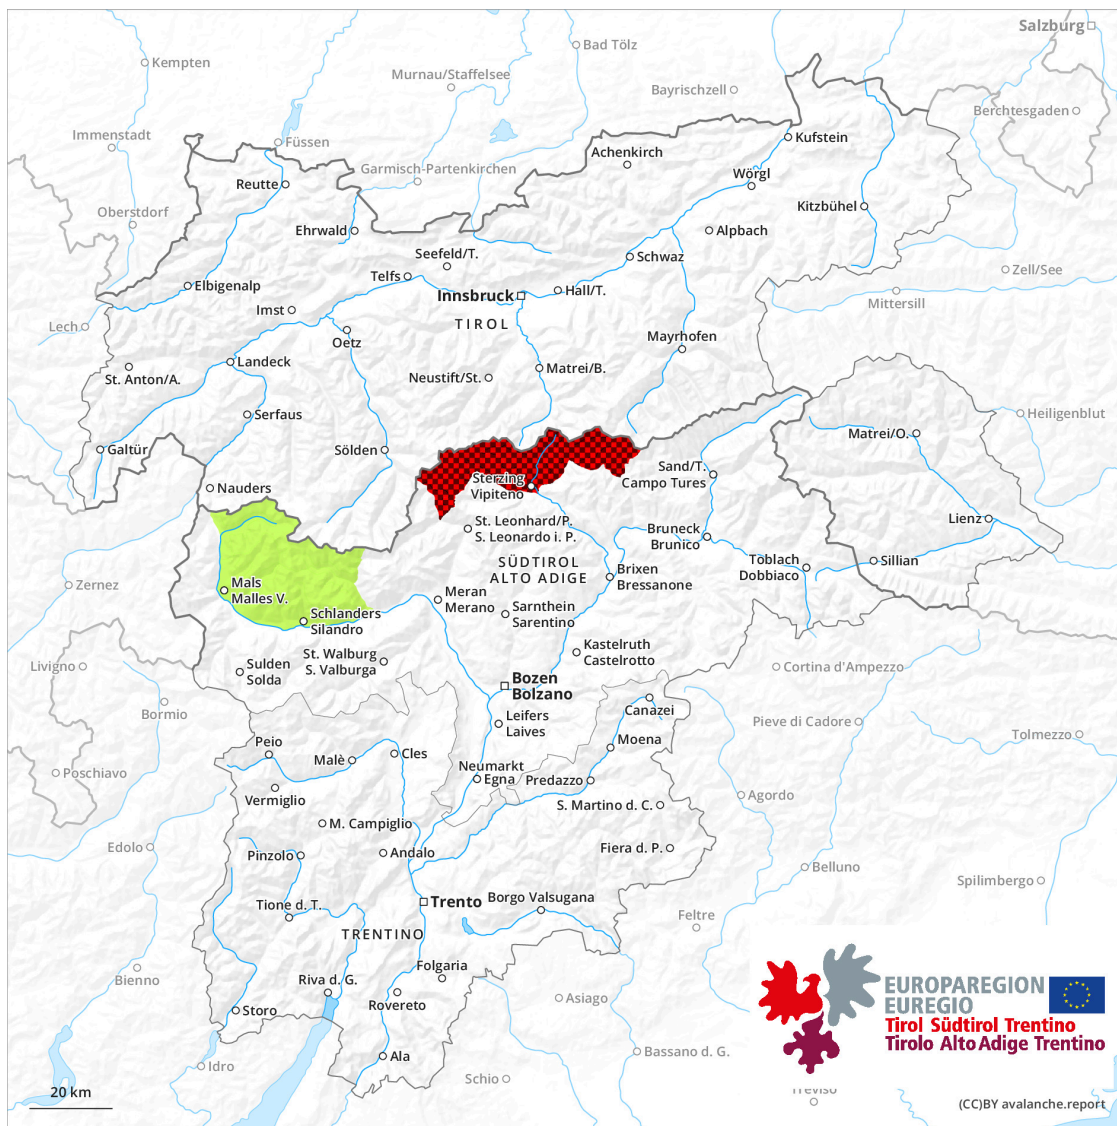 Salzburg
Bad Tölz
Kempten
Murnau/Staffelsee
Bayrischzell
Berchtesgaden
Immenstadt
Füssen
Kufstein
Achenkirch
Garmisch-Partenkirchen
Wörgl
Reutte
Kitzbühel
Oberstdorf
Ehrwald
Alpbach
Seefeld/T.
Schwaz
Telfs
Zell/See
Elbigenalp
Innsbruck
Hall/T.
Mittersill
Imst
TIROL
Lech
Oetz
Mayrhofen
Landeck
Matrei/B.
St. Anton/A.
Neustift/St.
Serfaus
Heiligenblut
Matrei/O.
Galtür
Sölden
Sand/T.
Campo Tures
Sterzing
Vipiteno
Nauders
Lienz
St. Leonhard/P.
S. Leonardo i. P.
Bruneck
Brunico
SÜDTIROL
ALTO ADIGE
Toblach
Dobbiaco
Sillian
Brixen
Bressanone
Zernez
Mals
Malles V.
Meran
Merano
Sarnthein
Sarentino
Schlanders
Silandro
Kastelruth
Castelrotto
St. Walburg
S. Valburga
Livigno
Sulden
Solda
Cortina d'Ampezzo
Bozen
Bolzano
Bormio
Canazei
Leifers
Laives
Pieve di Cadore
Tolmezzo
Moena
Peio
Malè
Cles
Neumarkt
Egna
Predazzo
Poschiavo
Vermiglio
Agordo
S. Martino d. C.
M. Campiglio
Edolo
Pinzolo
Andalo
Fiera d. P.
Belluno
Spilimbergo
Tione d. T.
Trento
Borgo Valsugana
Feltre
TRENTINO
Folgaria
Bienno
Riva d. G.
Rovereto
Asiago
Storo
EUROPAREGION
EUREGIO
Tirol Südtirol Trentino
Tirolo Alto Adige Trentino
Ala
Idro
Bassano d. G.
Schio
Treviso
20 km
(CC)BY avalanche.report